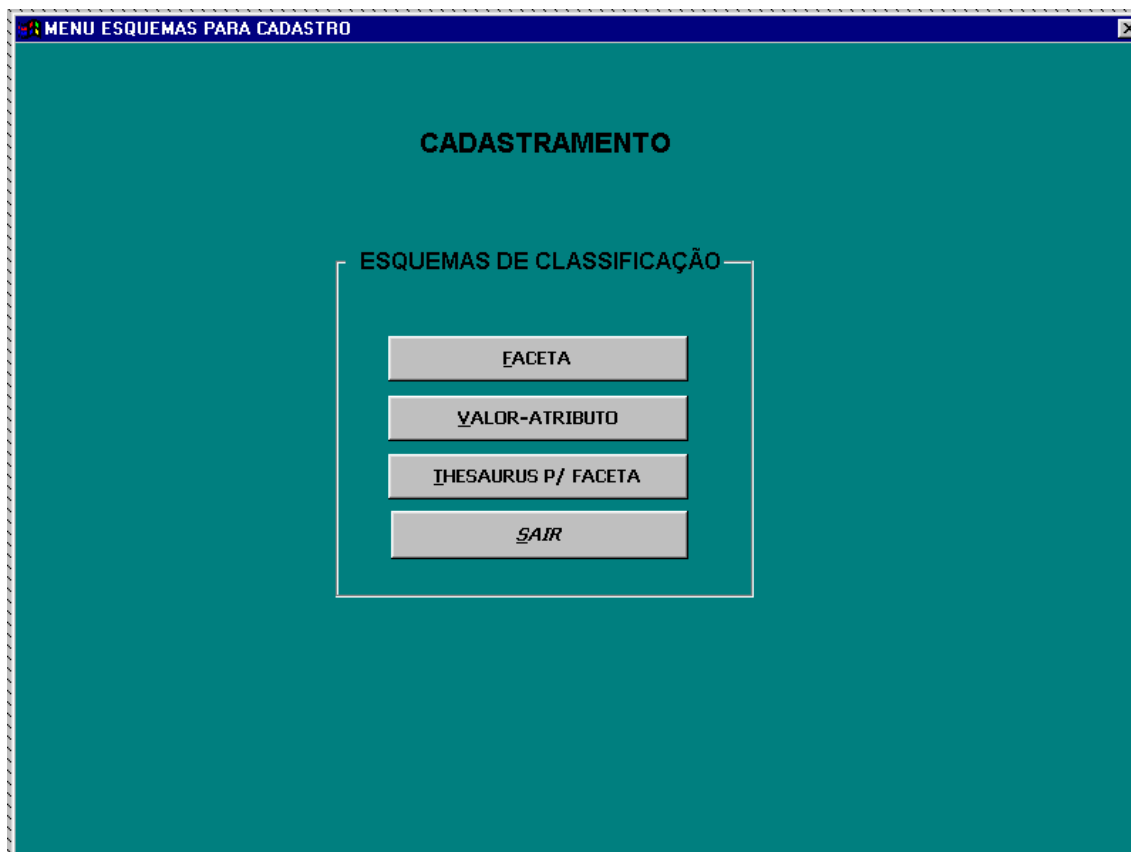 MENU ESQUEMAS PARA CADASTRO
CADASTRAMENTO
ESQUEMAS DE CLASSIFICAÇÃO
FACETA
VALOR-ATRIBUTO
THESAURUS P/ FACETA
SAIR